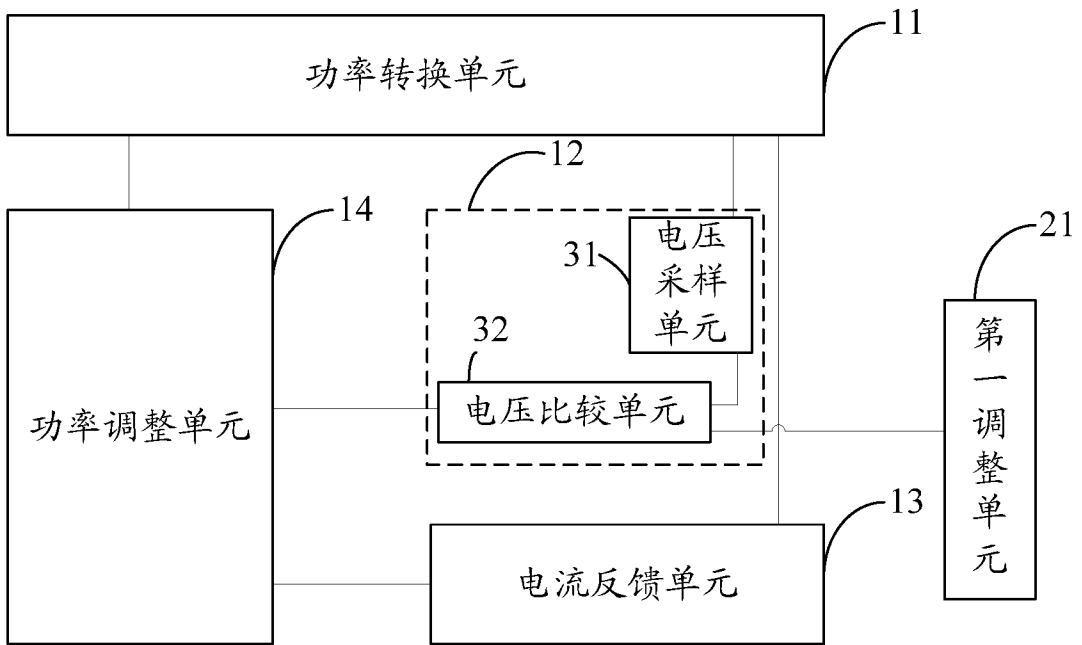 11
功率转换单元
12
14
电压
采样
单元
31
21
32
电压比较单元
功率调整单元
第一调整单元
13
电流反馈单元